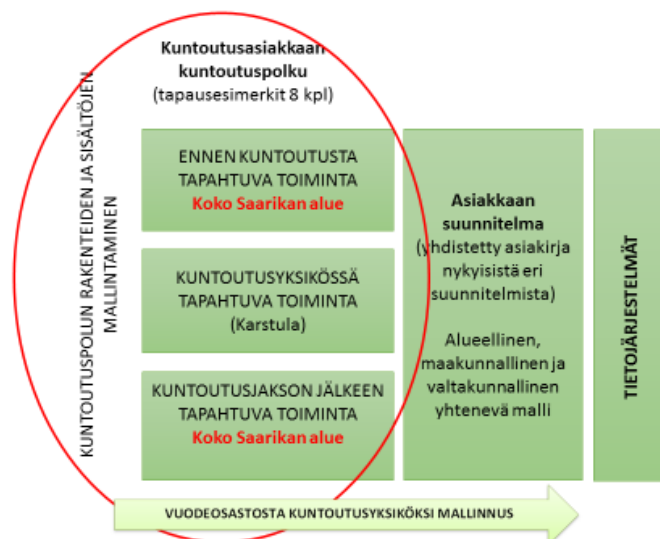 Kuntoutusasiakkaan
kuntoutuspolku
(tapausesimerkit 8 kpl)
KUNTOUTUSPOLUN RAKENTEIDEN JA SISÄLTÖJEN
MALLINTAMINEN
ENNEN KUNTOUTUSTA
TAPAHTUVA TOIMINTA
Koko Saarikan alue
KUNTOUTUSYKSIKÖSSÄ
TAPAHTUVA TOIMINTA
(Karstula)
KUNTOUTUSJAKSON JÄLKEEN
TAPAHTUVA TOIMINTA
Koko Saarikan alue
Asiakkaan
suunnitelma
(yhdistetty asiakirja
nykyisistä eri
suunnitelmista)
Alueellinen,
maakunnallinen ja
valtakunnallinen
yhtenevä malli
TIETOJÄRJESTELMÄT
VUODEOSASTOSTA KUNTOUTUSYKSIKÖKSI MALLINNUS